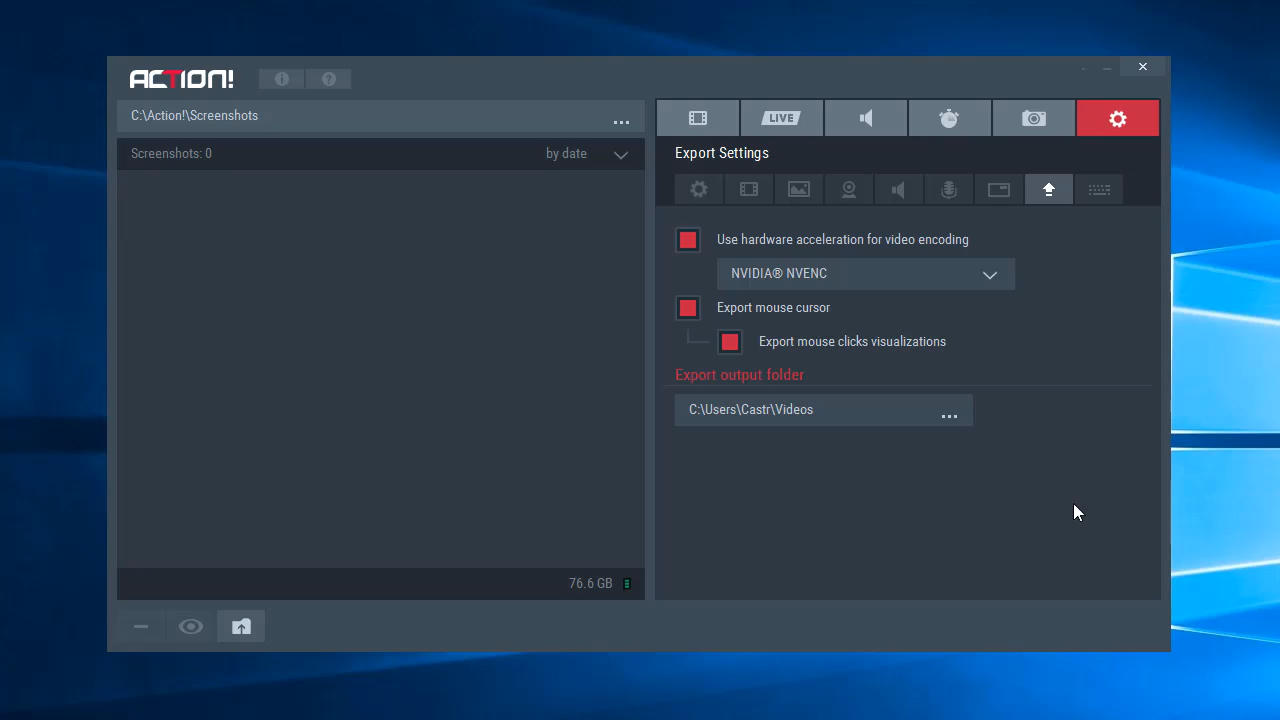 ACTION!
C:\Action!\Screenshots
...
Screenshots: 0
by date
76.6 GB
LIVE
Export Settings
Use hardware acceleration for video encoding
NVIDIA® NVENC
Export mouse cursor
Export mouse clicks visualizations
Export output folder
C:\Users\Castr\Videos
...